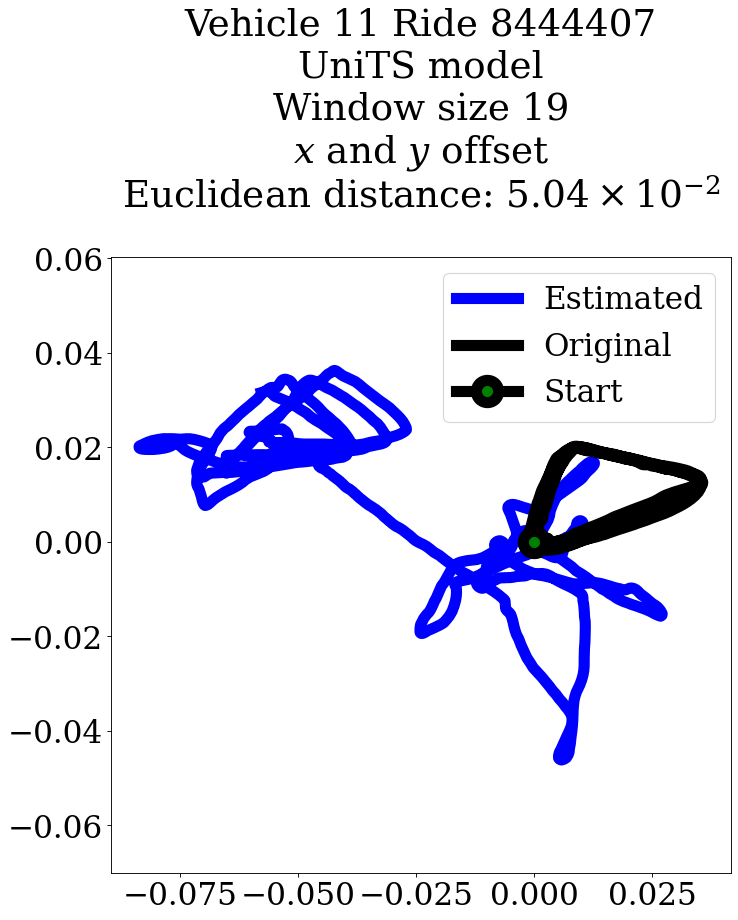 Vehicle 11 Ride 8444407
UniTS model
Window size 19
x and y offset
Euclidean distance: 5.04 × 10⁻²
Estimated
Original
Start
0.06
0.04
0.02
0.00
−0.02
−0.04
−0.06
−0.075 −0.050 −0.025 0.000 0.025